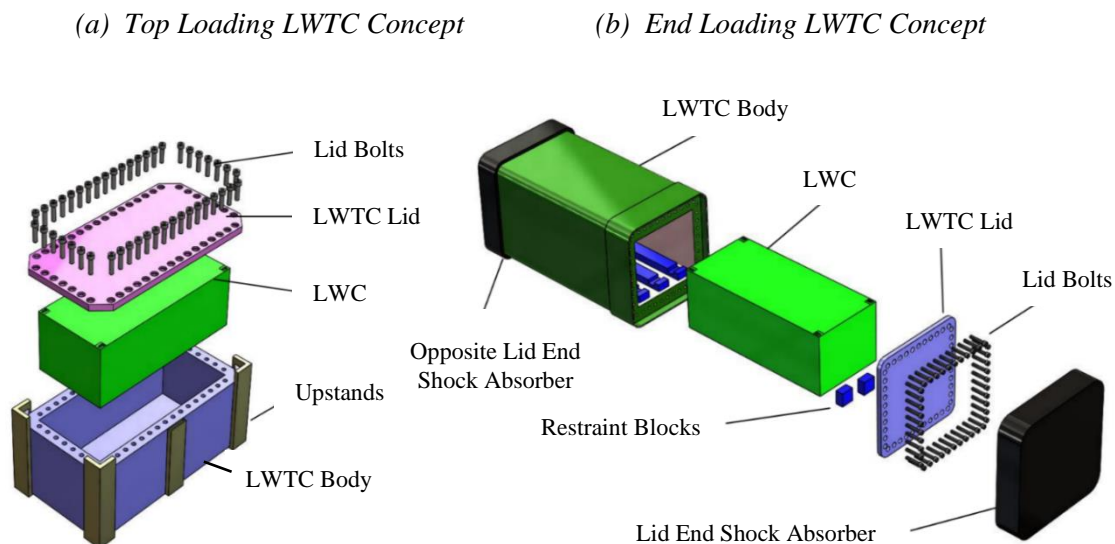 (a) Top Loading LWTC Concept
(b) End Loading LWTC Concept
Lid Bolts
LWTC Lid
LWC
Upstands
LWTC Body
LWTC Body
LWC
LWTC Lid
Lid Bolts
Opposite Lid End
Shock Absorber
Restraint Blocks
Lid End Shock Absorber